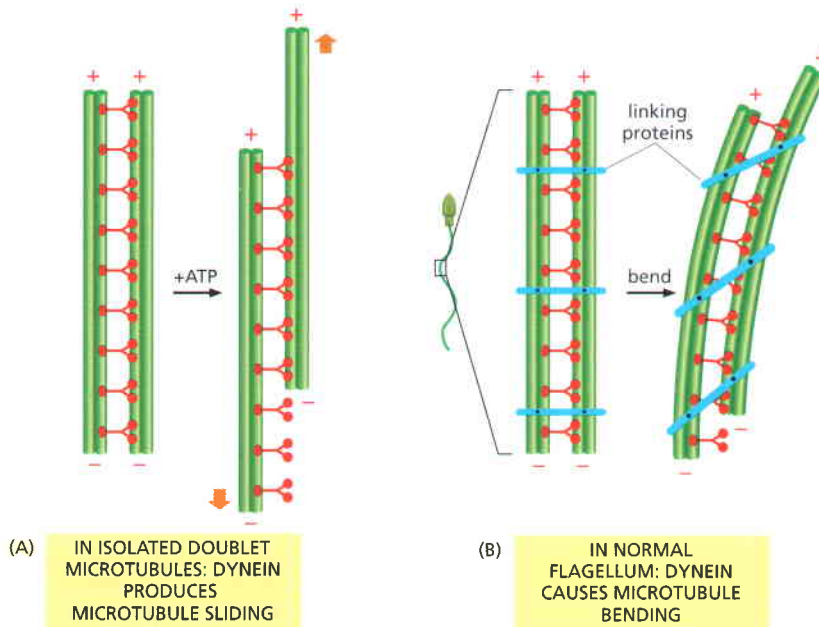 +
+ +
+
+ATP
−
− −
−
+ +
linking
proteins
+
bend
−
− −
−
(A) IN ISOLATED DOUBLET
MICROTUBULES: DYNEIN
PRODUCES
MICROTUBULE SLIDING
(B) IN NORMAL
FLAGELLUM: DYNEIN
CAUSES MICROTUBULE
BENDING